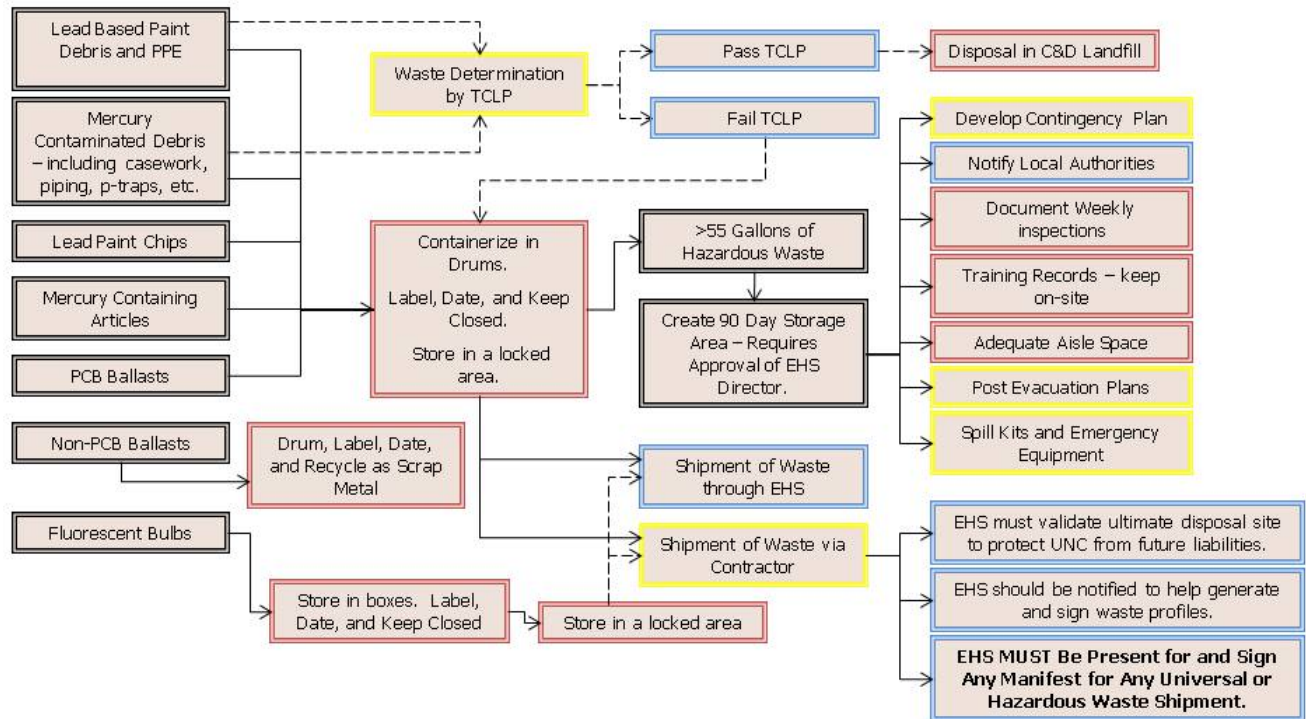 Lead Based Paint
Debris and PPE
Mercury
Contaminated Debris
– including casework,
piping, p-traps, etc.
Lead Paint Chips
Mercury Containing
Articles
PCB Ballasts
Non-PCB Ballasts
Fluorescent Bulbs
Waste Determination
by TCLP
Pass TCLP
Fail TCLP
Disposal in C&D Landfill
Containerize in
Drums.
Label, Date, and Keep
Closed.
Store in a locked
area.
>55 Gallons of
Hazardous Waste
Create 90 Day Storage
Area – Requires
Approval of EHS
Director.
Develop Contingency Plan
Notify Local Authorities
Document Weekly
inspections
Training Records – keep
on-site
Adequate Aisle Space
Post Evacuation Plans
Spill Kits and Emergency
Equipment
Drum, Label, Date,
and Recycle as Scrap
Metal
Store in boxes. Label,
Date, and Keep Closed
Store in a locked area
Shipment of Waste
through EHS
Shipment of Waste via
Contractor
EHS must validate ultimate disposal site
to protect UNC from future liabilities.
EHS should be notified to help generate
and sign waste profiles.
EHS MUST Be Present for and Sign
Any Manifest for Any Universal or
Hazardous Waste Shipment.